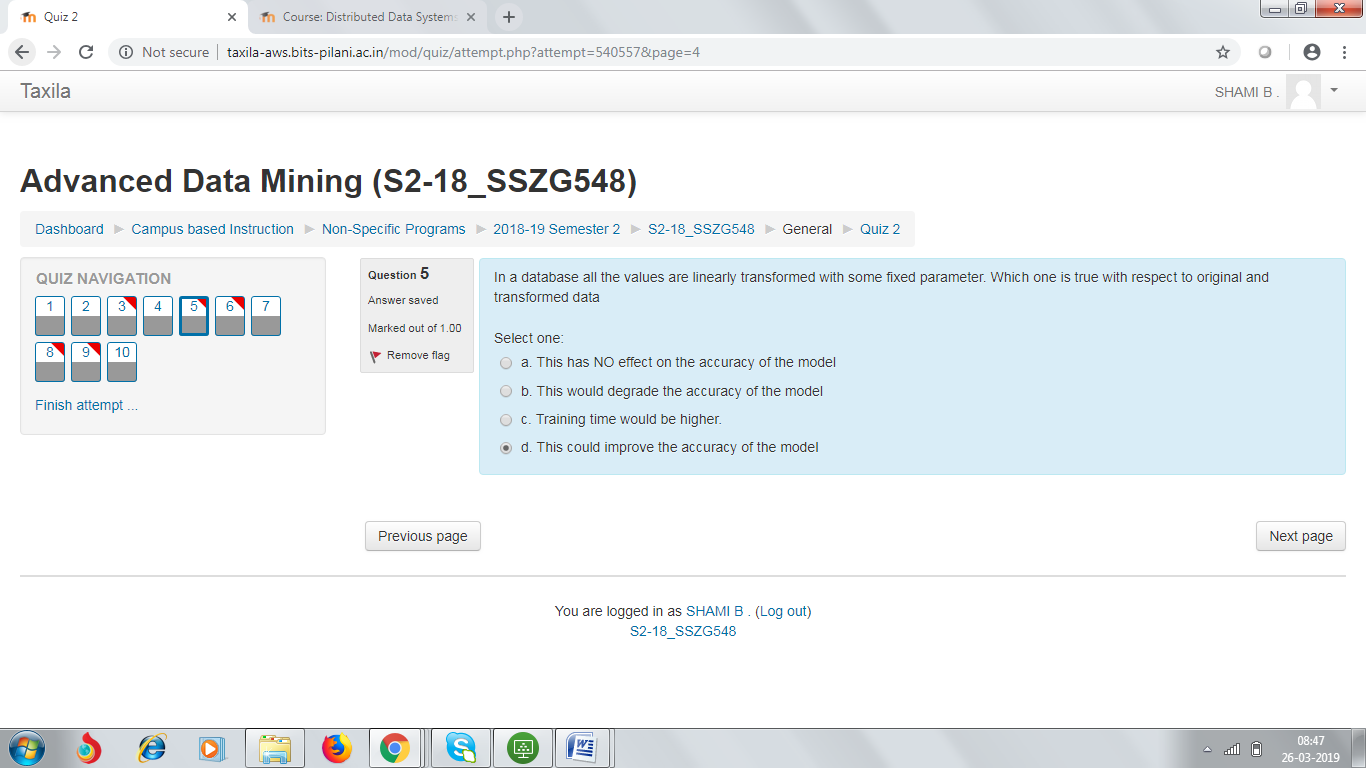 Quiz 2
Course: Distributed Data Systems
Not secure
taxila-aws.bits-pilani.ac.in/mod/quiz/attempt.php?attempt=540557&page=4
Taxila
SHAMI B .
Advanced Data Mining (S2-18_SSZG548)
Dashboard ► Campus based Instruction ► Non-Specific Programs ► 2018-19 Semester 2 ► S2-18_SSZG548 ► General ► Quiz 2
QUIZ NAVIGATION
1 2 3 4 5 6 7
8 9 10
Finish attempt ...
Question 5
Answer saved
Marked out of 1.00
Remove flag
In a database all the values are linearly transformed with some fixed parameter. Which one is true with respect to original and
transformed data
Select one:
a. This has NO effect on the accuracy of the model
b. This would degrade the accuracy of the model
c. Training time would be higher.
d. This could improve the accuracy of the model
Previous page
Next page
You are logged in as SHAMI B . (Log out)
S2-18_SSZG548
08:47
26-03-2019